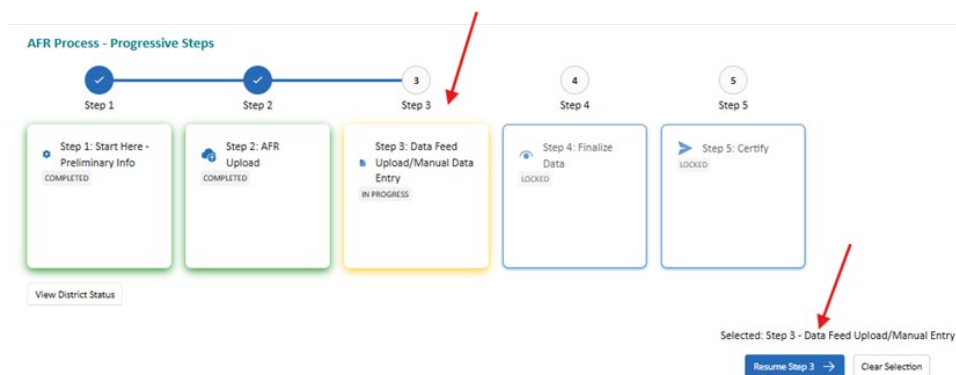 AFR Process - Progressive Steps
3
4
5
Step 1
Step 2
Step 3
Step 4
Step 5
Step 1: Start Here -
Preliminary Info
COMPLETED
Step 2: AFR
Upload
COMPLETED
Step 3: Data Feed
Upload/Manual Data
Entry
IN PROGRESS
Step 4: Finalize
Data
LOCKED
Step 5: Certify
LOCKED
View District Status
Selected: Step 3 - Data Feed Upload/Manual Entry
Resume Step 3
Clear Selection